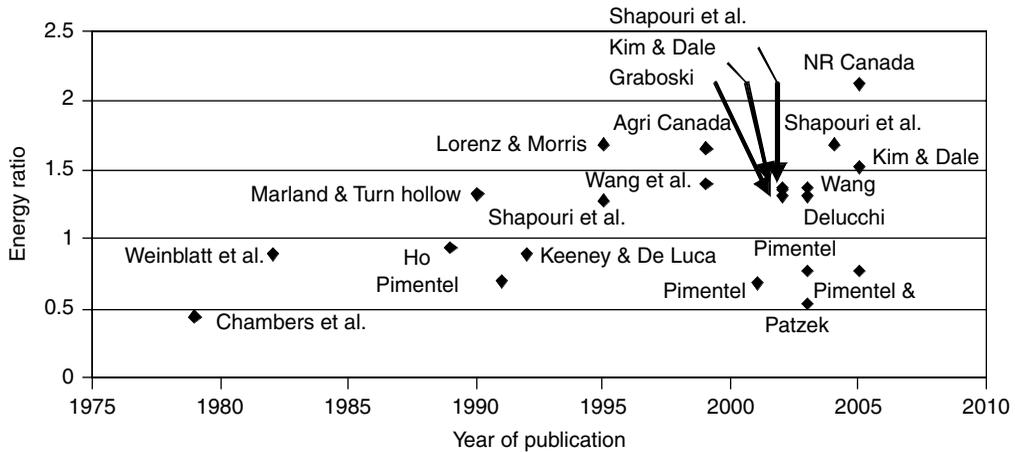 Shapouri et al.
2.5
Kim & Dale
NR Canada
Graboski
2
Agri Canada
Shapouri et al.
Lorenz & Morris
Kim & Dale
1.5
Wang et al.
Wang
Marland & Turn hollow
Shapouri et al.
Delucchi
Energy ratio
1
Pimentel
Weinblatt et al.
Ho
Keeney & De Luca
Pimentel
Pimentel
Pimentel &
0.5
Chambers et al.
Patzek
0
1975 1980 1985 1990 1995 2000 2005 2010
Year of publication